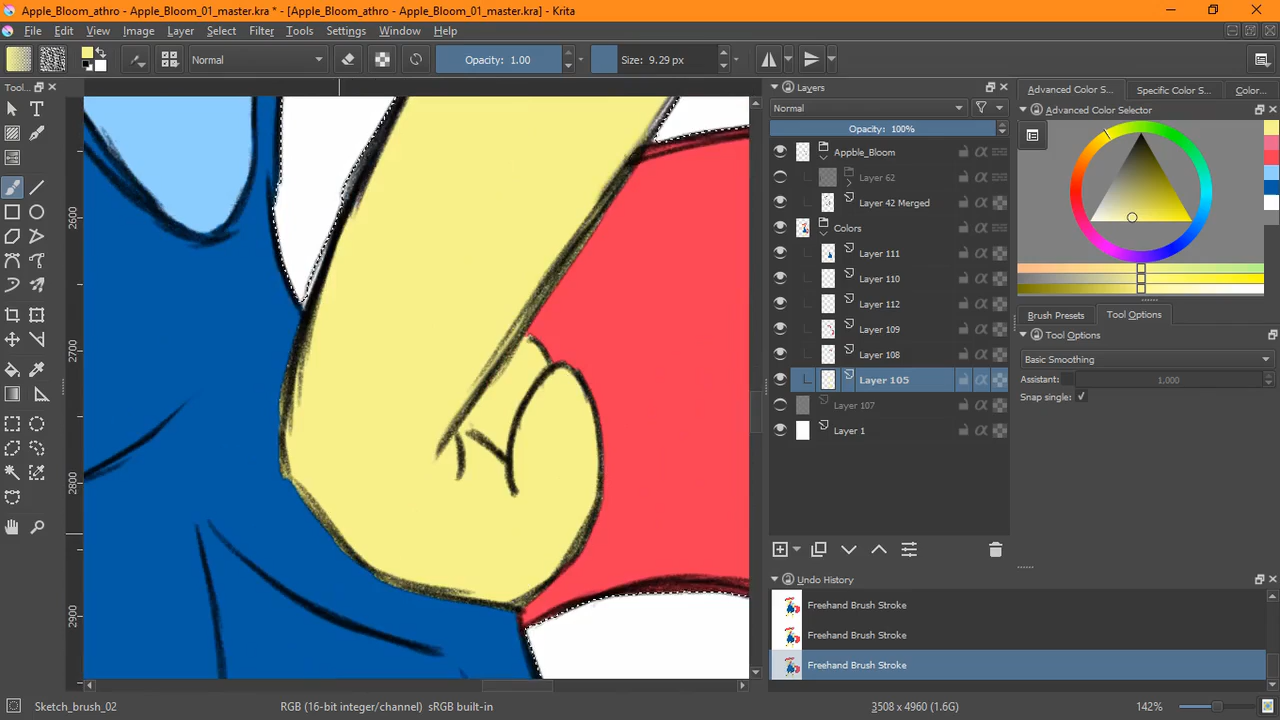 Apple_Bloom_athro - Apple_Bloom_01_master.kra * - [Apple_Bloom_athro - Apple_Bloom_01_master.kra] - Krita
File Edit View Image Layer Select Filter Tools Settings Window Help
Normal
Opacity: 1.00
Size: 9.29 px
Tool...
Layers
Normal
Opacity: 100%
Appble_Bloom
Layer 62
Layer 42 Merged
Colors
Layer 111
Layer 110
Layer 112
Layer 109
Layer 108
Layer 105
Layer 107
Layer 1
Undo History
Freehand Brush Stroke
Freehand Brush Stroke
Freehand Brush Stroke
Advanced Color S...
Specific Color S...
Color...
Advanced Color Selector
Brush Presets
Tool Options
Tool Options
Basic Smoothing
Assistant:
1,000
Snap single:
2600
2700
2800
2900
Sketch_brush_02
RGB (16-bit integer/channel) sRGB built-in
3508 x 4960 (1.6G)
142%